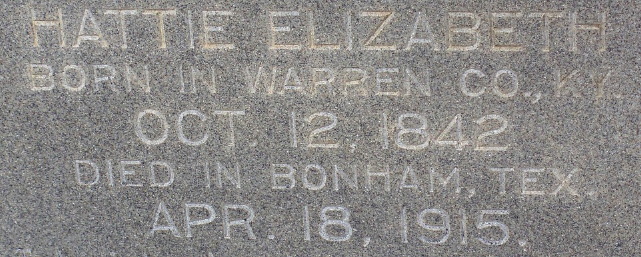 HATTIE ELIZABETH
BORN IN WARREN CO., KY.
OCT. 12, 1842
DIED IN BONHAM, TEX.
APR. 18, 1915.